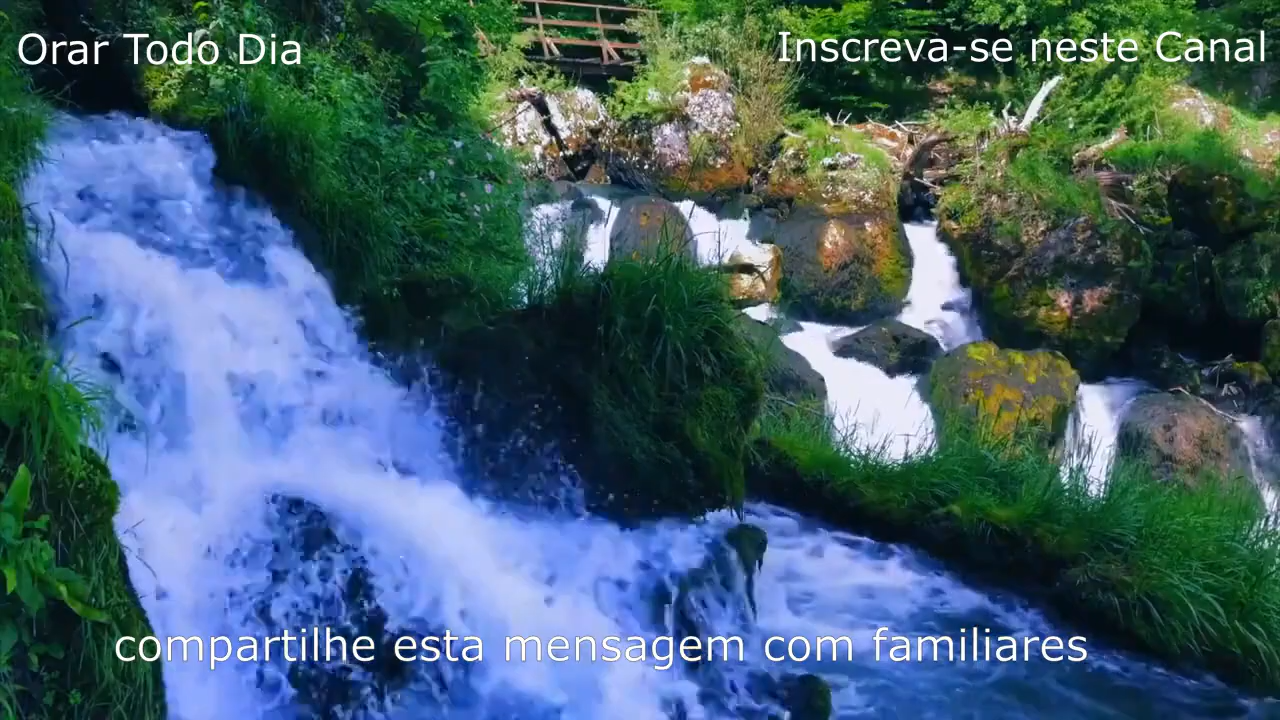 Orar Todo Dia
Inscreva-se neste Canal
compartilhe esta mensagem com familiares